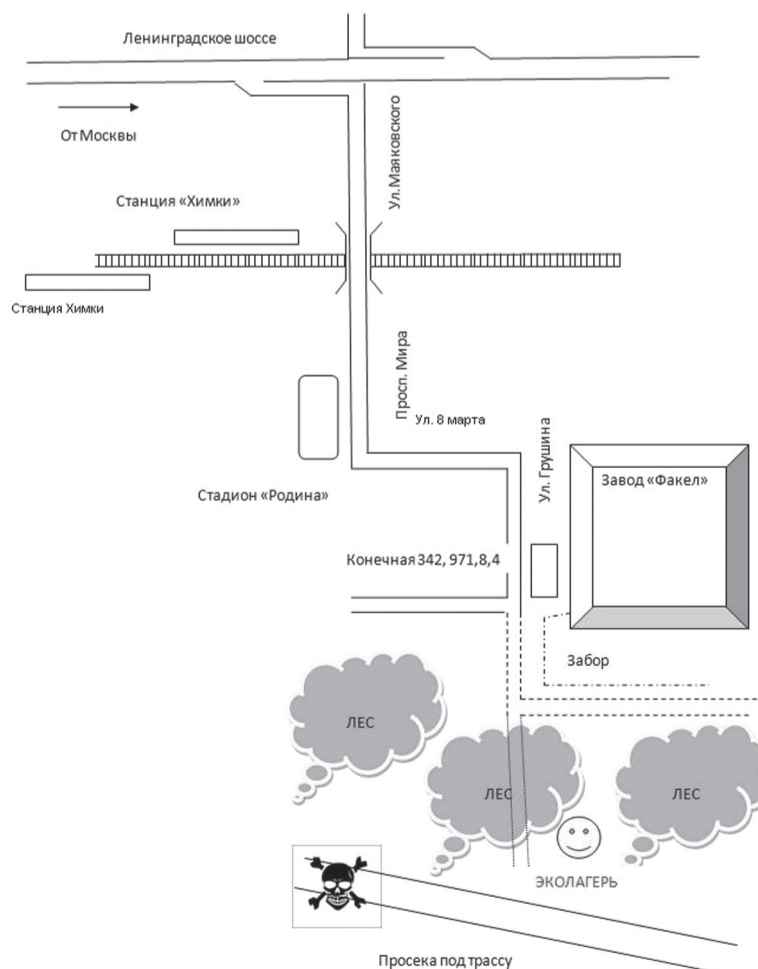 Ленинградское шоссе
От Москвы
Ул.Маяковского
Станция «Химки»
Станция Химки
Просп. Мира
Ул. 8 марта
Ул. Грушина
Завод «Факел»
Стадион «Родина»
Конечная 342, 971,8,4
Забор
ЛЕС
ЛЕС
ЛЕС
ЭКОЛАГЕРЬ
Просека под трассу